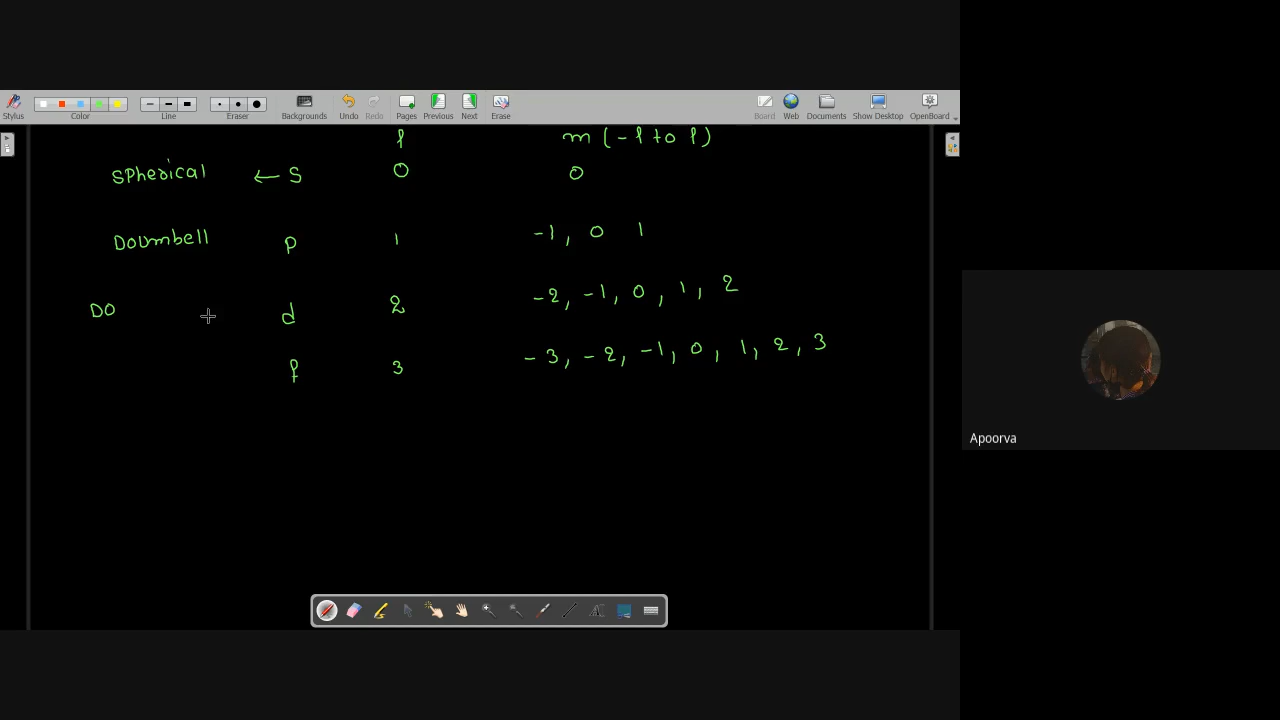 Stylus Color Line Eraser Backgrounds Undo Redo Pages Previous Next Erase Board Web Documents Show Desktop OpenBoard
l m (-l to l)
Spherical ← S 0 0
Doumbell p 1 -1, 0 1
DO d 2 -2, -1, 0, 1, 2
f 3 -3, -2, -1, 0, 1, 2, 3
Apoorva